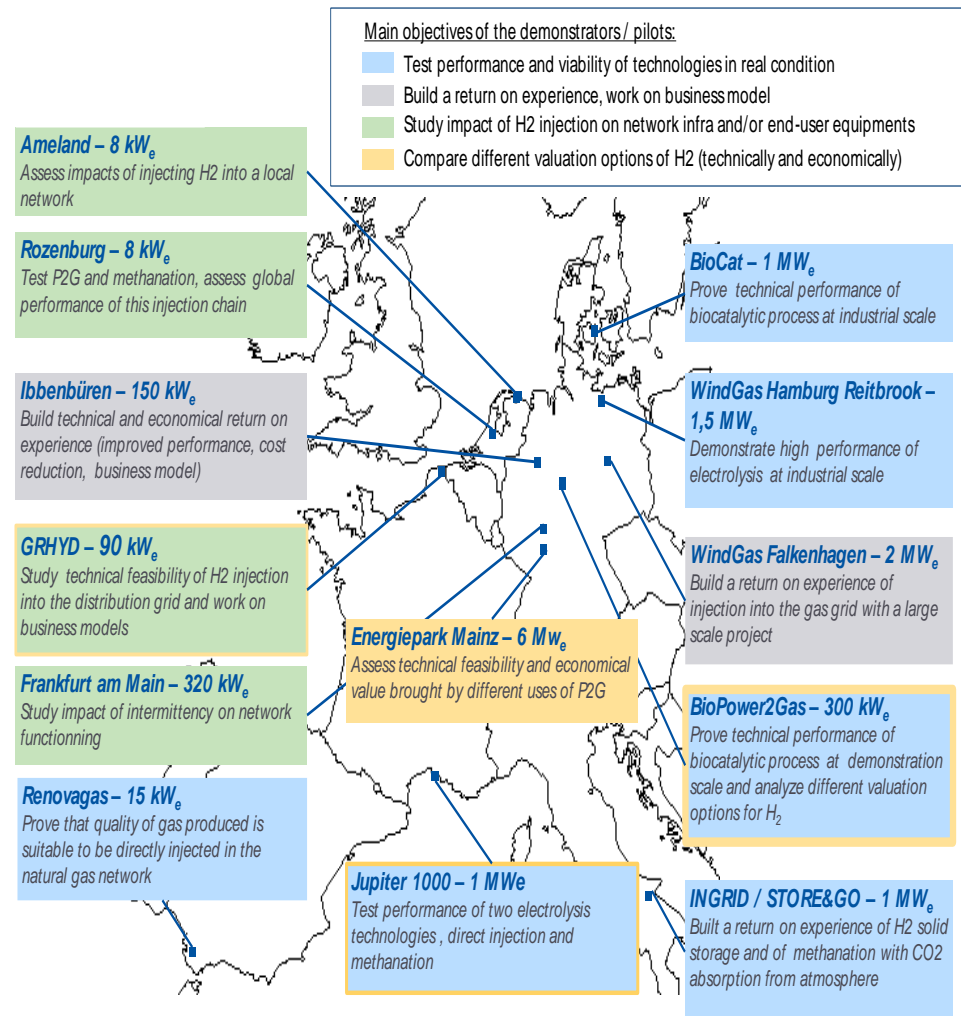 Main objectives of the demonstrators / pilots:
Test performance and viability of technologies in real condition
Build a return on experience, work on business model
Study impact of H2 injection on network infra and/or end-user equipments
Compare different valuation options of H2 (technically and economically)
Ameland – 8 kWe
Assess impacts of injecting H2 into a local
network
Rozenburg – 8 kWe
Test P2G and methanation, assess global
performance of this injection chain
Ibbenbüren – 150 kWe
Build technical and economical return on
experience (improved performance, cost
reduction, business model)
GRHYD – 90 kWe
Study technical feasibility of H2 injection
into the distribution grid and work on
business models
Frankfurt am Main – 320 kWe
Study impact of intermittency on network
functionning
Renovagas – 15 kWe
Prove that quality of gas produced is
suitable to be directly injected in the
natural gas network
Energiepark Mainz – 6 Mwe
Assess technical feasibility and economical
value brought by different uses of P2G
Jupiter 1000 – 1 MWe
Test performance of two electrolysis
technologies , direct injection and
methanation
BioCat – 1 MWe
Prove technical performance of
biocatalytic process at industrial scale
WindGas Hamburg Reitbrook –
1,5 MWe
Demonstrate high performance of
electrolysis at industrial scale
WindGas Falkenhagen – 2 MWe
Build a return on experience of
injection into the gas grid with a large
scale project
BioPower2Gas – 300 kWe
Prove technical performance of
biocatalytic process at demonstration
scale and analyze different valuation
options for H2
INGRID / STORE&GO – 1 MWe
Built a return on experience of H2 solid
storage and of methanation with CO2
absorption from atmosphere